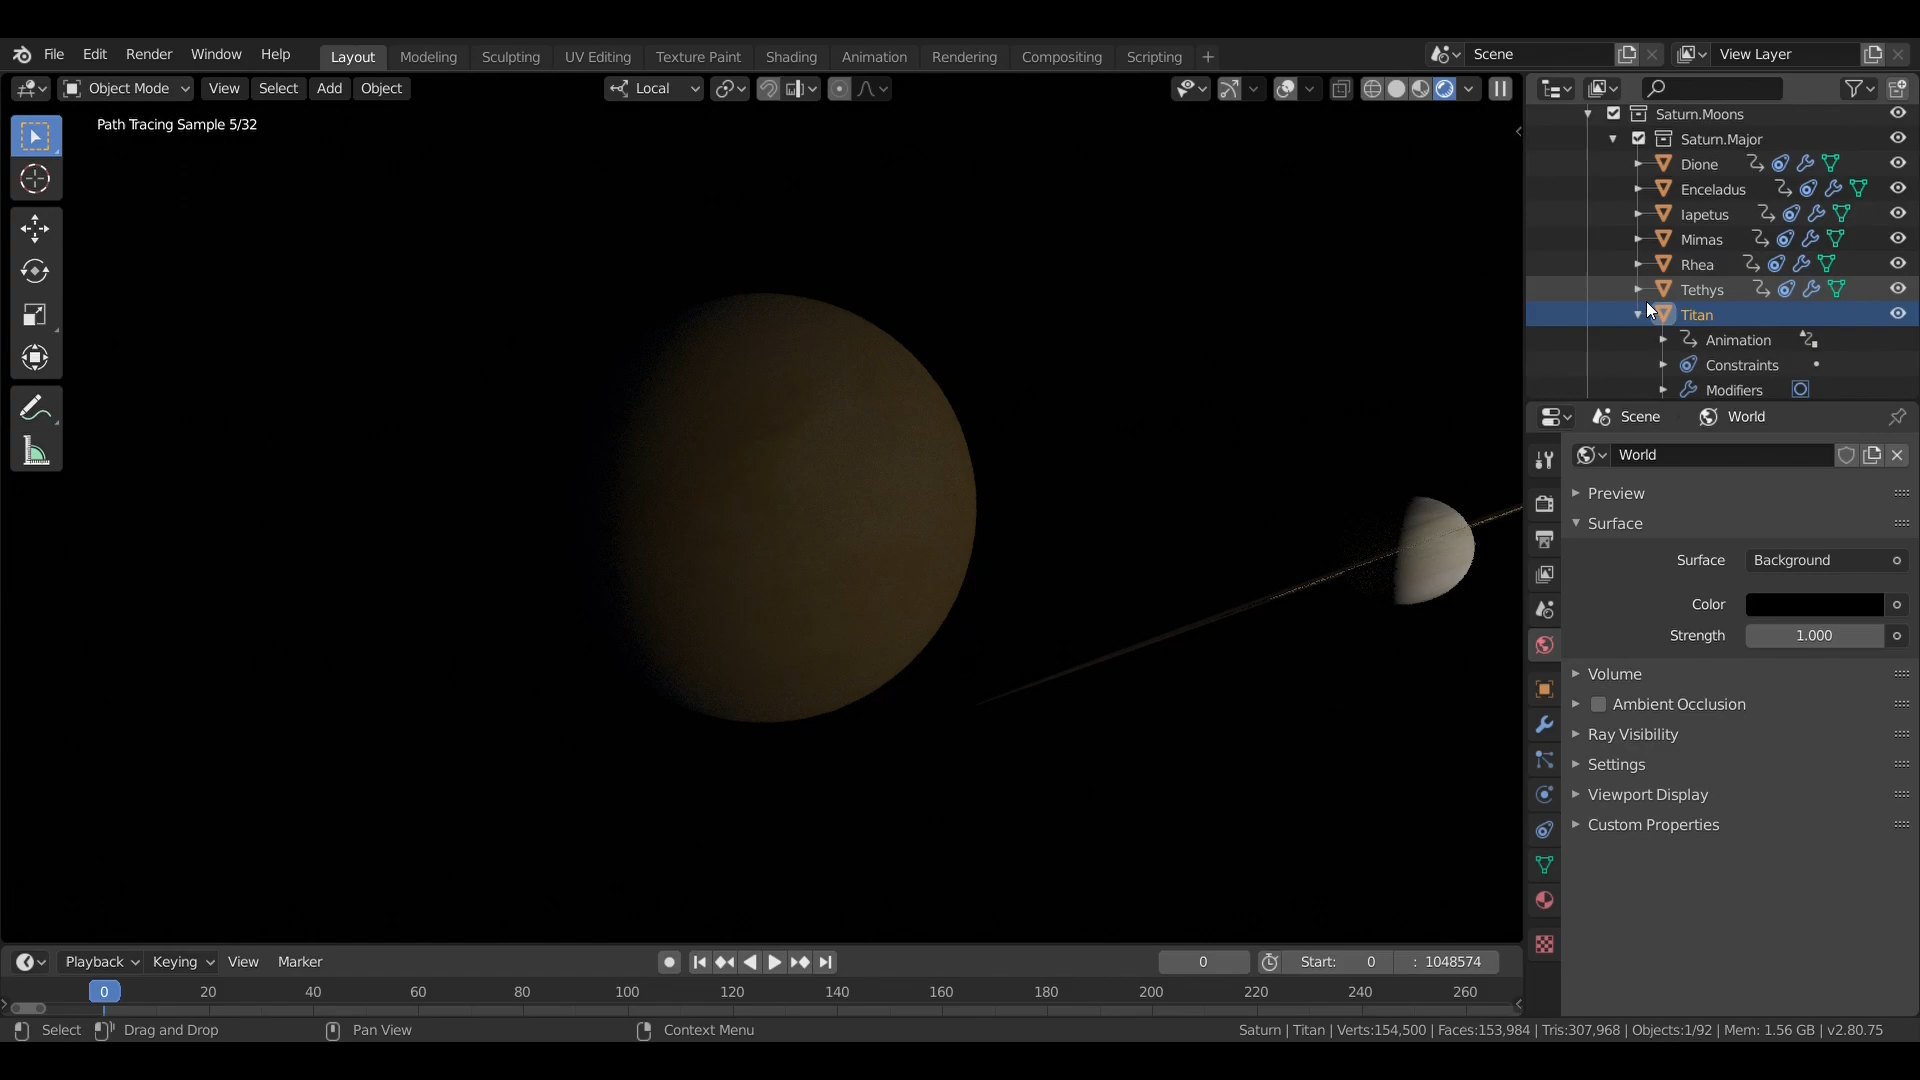 File Edit Render Window Help Layout Modeling Sculpting UV Editing Texture Paint Shading Animation Rendering Compositing Scripting Scene View Layer
Object Mode View Select Add Object Local
Path Tracing Sample 5/32
Saturn.Moons
Saturn.Major
Dione
Enceladus
Iapetus
Mimas
Rhea
Tethys
Titan
Animation
Constraints
Modifiers
Scene World
World
Preview
Surface
Surface Background
Color
Strength 1.000
Volume
Ambient Occlusion
Ray Visibility
Settings
Viewport Display
Custom Properties
Playback Keying View Marker 0 Start: 0 : 1048574
0 20 40 60 80 100 120 140 160 180 200 220 240 260
Select Drag and Drop Pan View Context Menu Saturn | Titan | Verts:154,500 | Faces:153,984 | Tris:307,968 | Objects:1/92 | Mem: 1.56 GB | v2.80.75